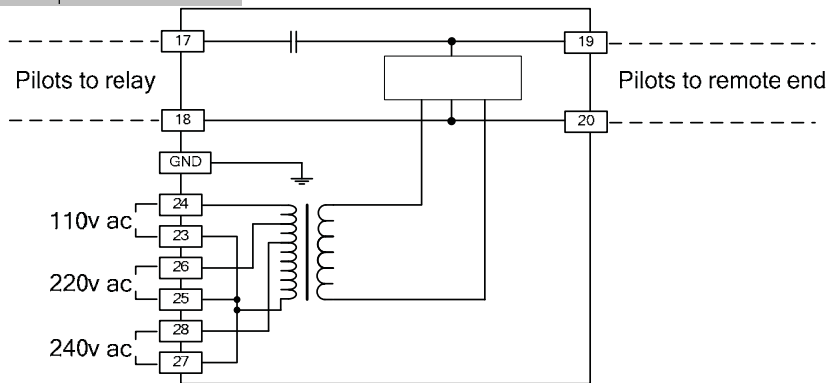 17
19
Pilots to relay
Pilots to remote end
18
20
GND
24
110v ac
23
26
220v ac
25
28
240v ac
27